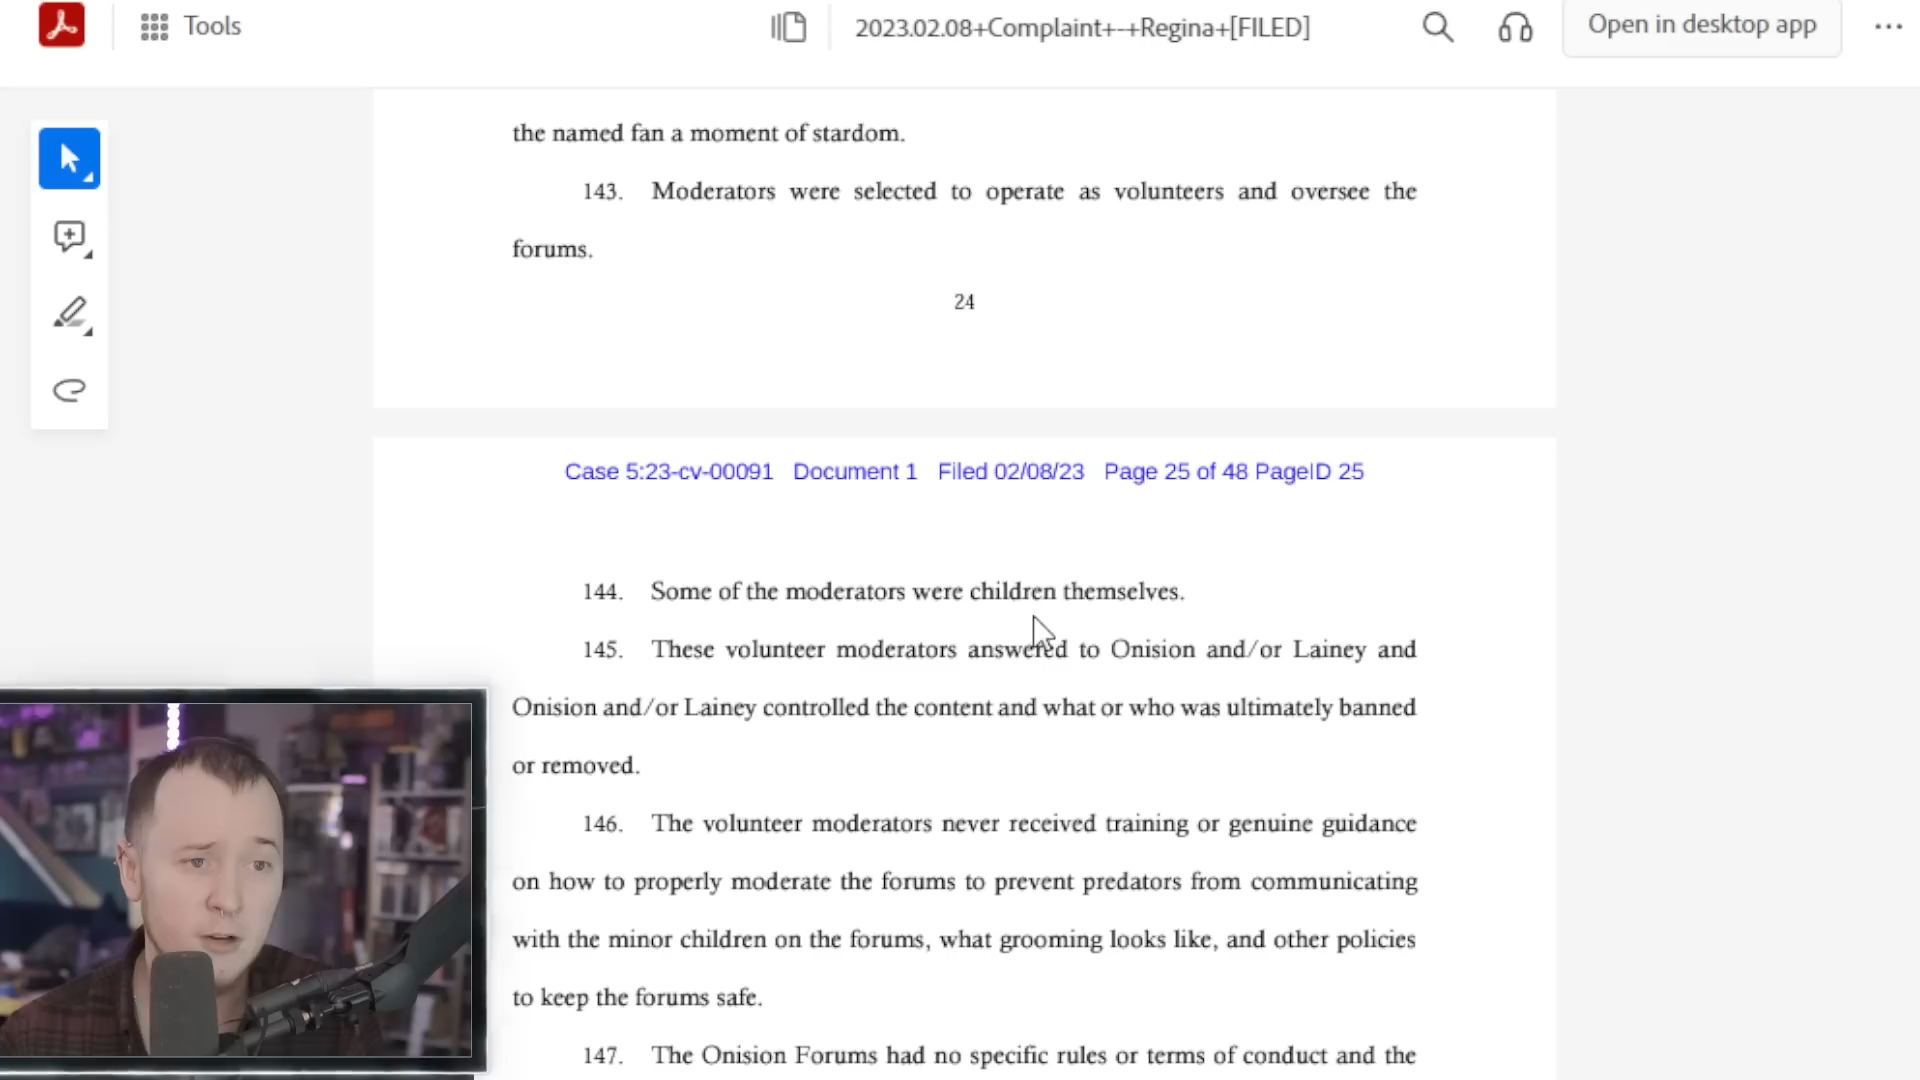 Tools
2023.02.08+Complaint+-+Regina+[FILED]
Open in desktop app
the named fan a moment of stardom.
143. Moderators were selected to operate as volunteers and oversee the
forums.
24
Case 5:23-cv-00091 Document 1 Filed 02/08/23 Page 25 of 48 PageID 25
144. Some of the moderators were children themselves.
145. These volunteer moderators answered to Onision and/or Lainey and
Onision and/or Lainey controlled the content and what or who was ultimately banned
or removed.
146. The volunteer moderators never received training or genuine guidance
on how to properly moderate the forums to prevent predators from communicating
with the minor children on the forums, what grooming looks like, and other policies
to keep the forums safe.
147. The Onision Forums had no specific rules or terms of conduct and the